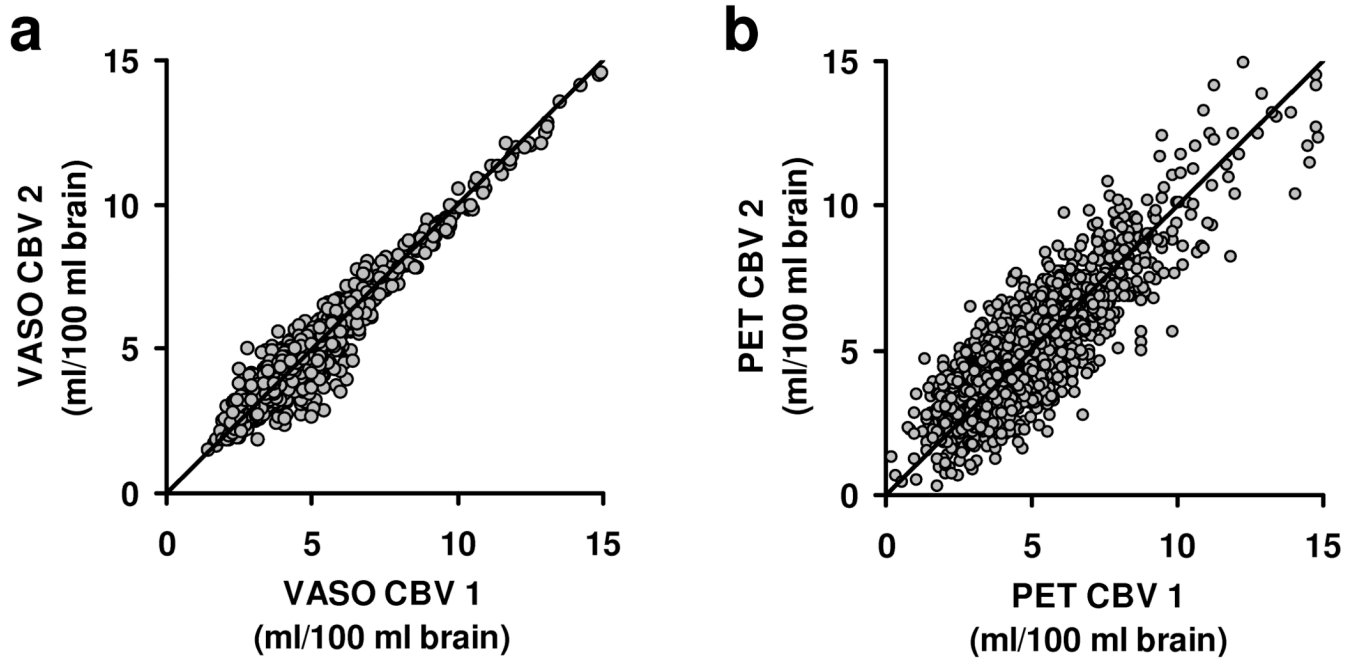 a
15
10
5
0
VASO CBV 2
(ml/100 ml brain)
0 5 10 15
VASO CBV 1
(ml/100 ml brain)
b
15
10
5
0
PET CBV 2
(ml/100 ml brain)
0 5 10 15
PET CBV 1
(ml/100 ml brain)